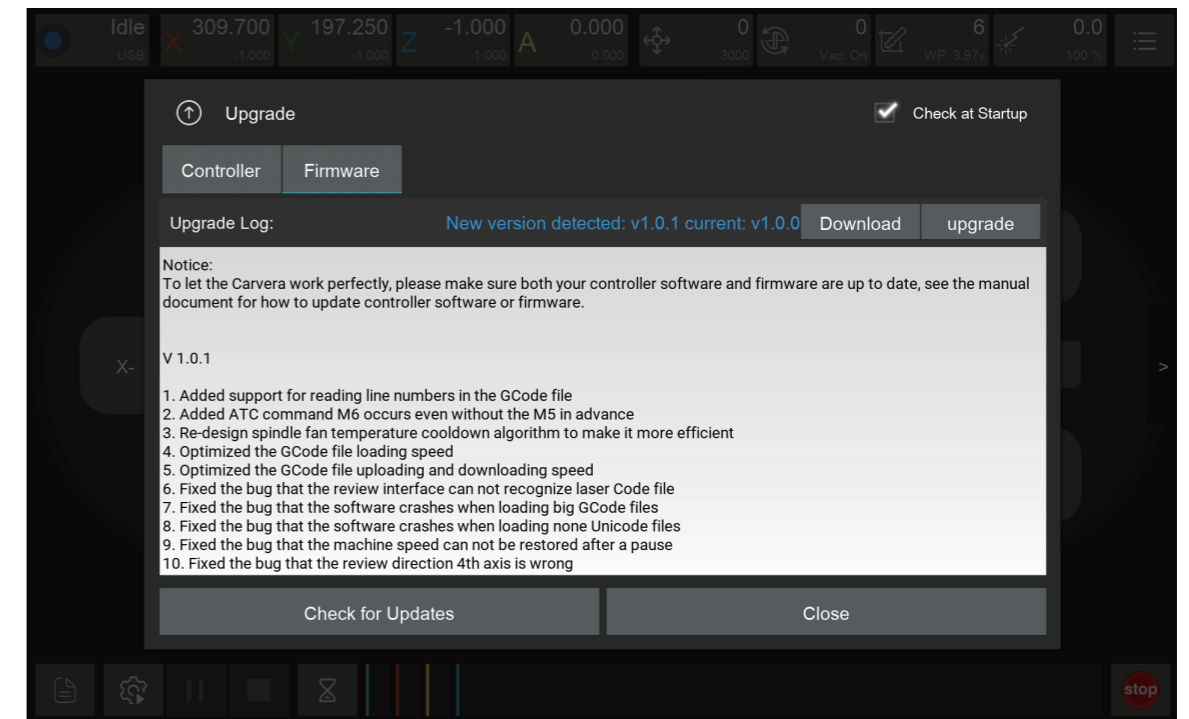 Idle
USB
X 309.700
-1.000
Y 197.250
-1.000
Z -1.000
-1.000
A 0.000
0.000
0
3000
0
Vac: On
6
WP: 3.97v
0.0
100 %
Upgrade
Check at Startup
Controller Firmware
Upgrade Log: New version detected: v1.0.1 current: v1.0.0 Download upgrade
Notice:
To let the Carvera work perfectly, please make sure both your controller software and firmware are up to date, see the manual
document for how to update controller software or firmware.
V 1.0.1
1. Added support for reading line numbers in the GCode file
2. Added ATC command M6 occurs even without the M5 in advance
3. Re-design spindle fan temperature cooldown algorithm to make it more efficient
4. Optimized the GCode file loading speed
5. Optimized the GCode file uploading and downloading speed
6. Fixed the bug that the review interface can not recognize laser Code file
7. Fixed the bug that the software crashes when loading big GCode files
8. Fixed the bug that the software crashes when loading none Unicode files
9. Fixed the bug that the machine speed can not be restored after a pause
10. Fixed the bug that the review direction 4th axis is wrong
X-
>
Check for Updates Close
stop